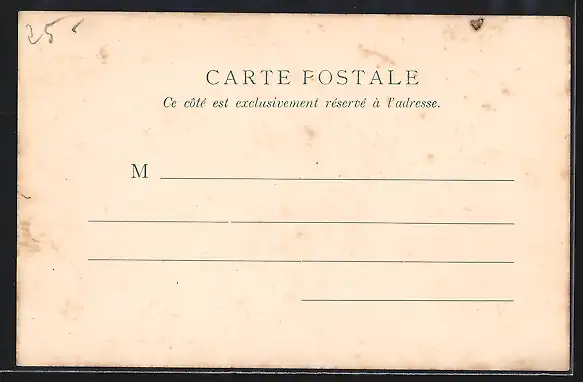 25
CARTE POSTALE
Ce côté est exclusivement réservé à l'adresse.
M